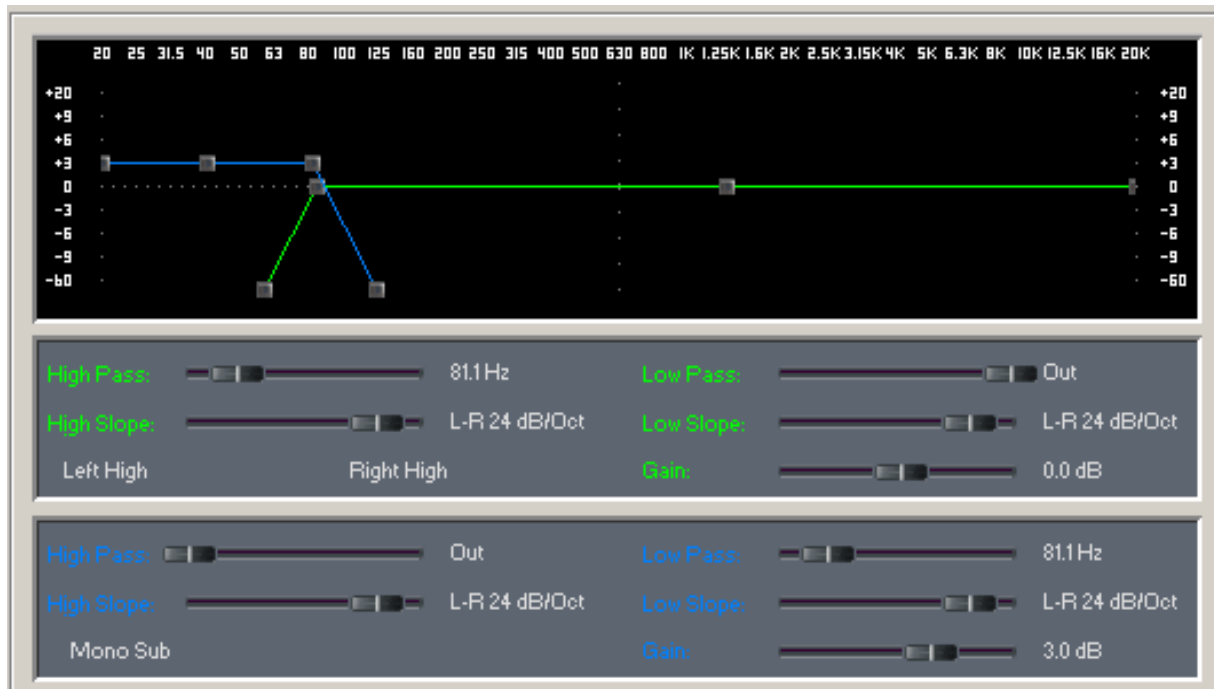 20 25 31.5 40 50 63 80 100 125 160 200 250 315 400 500 630 800 1K 1.25K 1.6K 2K 2.5K 3.15K 4K 5K 6.3K 8K 10K 12.5K 16K 20K
+20 +20
+9 +9
+6 +6
+3 +3
0 0
-3 -3
-6 -6
-9 -9
-60 -60
High Pass: 81.1 Hz Low Pass: Out
High Slope: L-R 24 dB/Oct Low Slope: L-R 24 dB/Oct
Left High Right High Gain: 0.0 dB
High Pass: Out Low Pass: 81.1 Hz
High Slope: L-R 24 dB/Oct Low Slope: L-R 24 dB/Oct
Mono Sub Gain: 3.0 dB